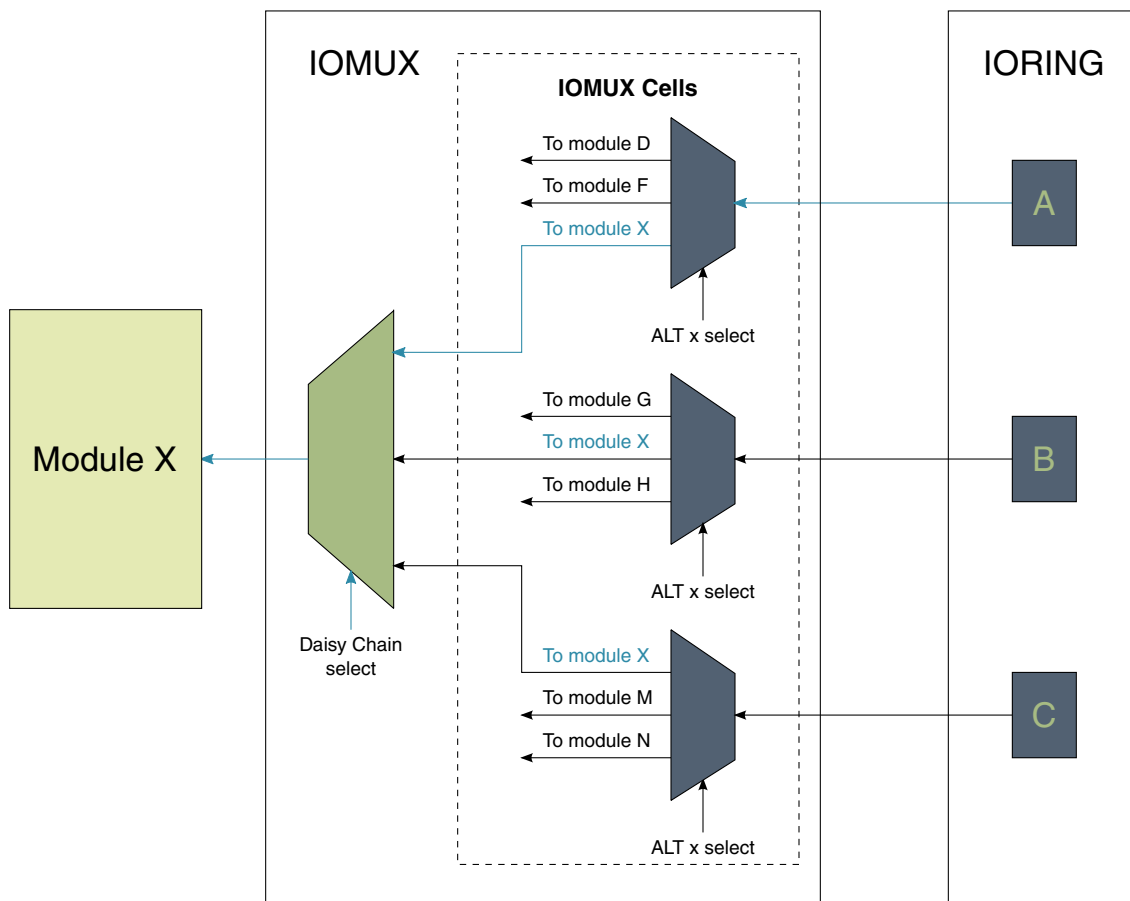 IOMUX
IORING
IOMUX Cells
To module D
To module F
To module X
A
ALT x select
To module G
To module X
To module H
B
ALT x select
Module X
Daisy Chain
select
To module X
To module M
To module N
C
ALT x select